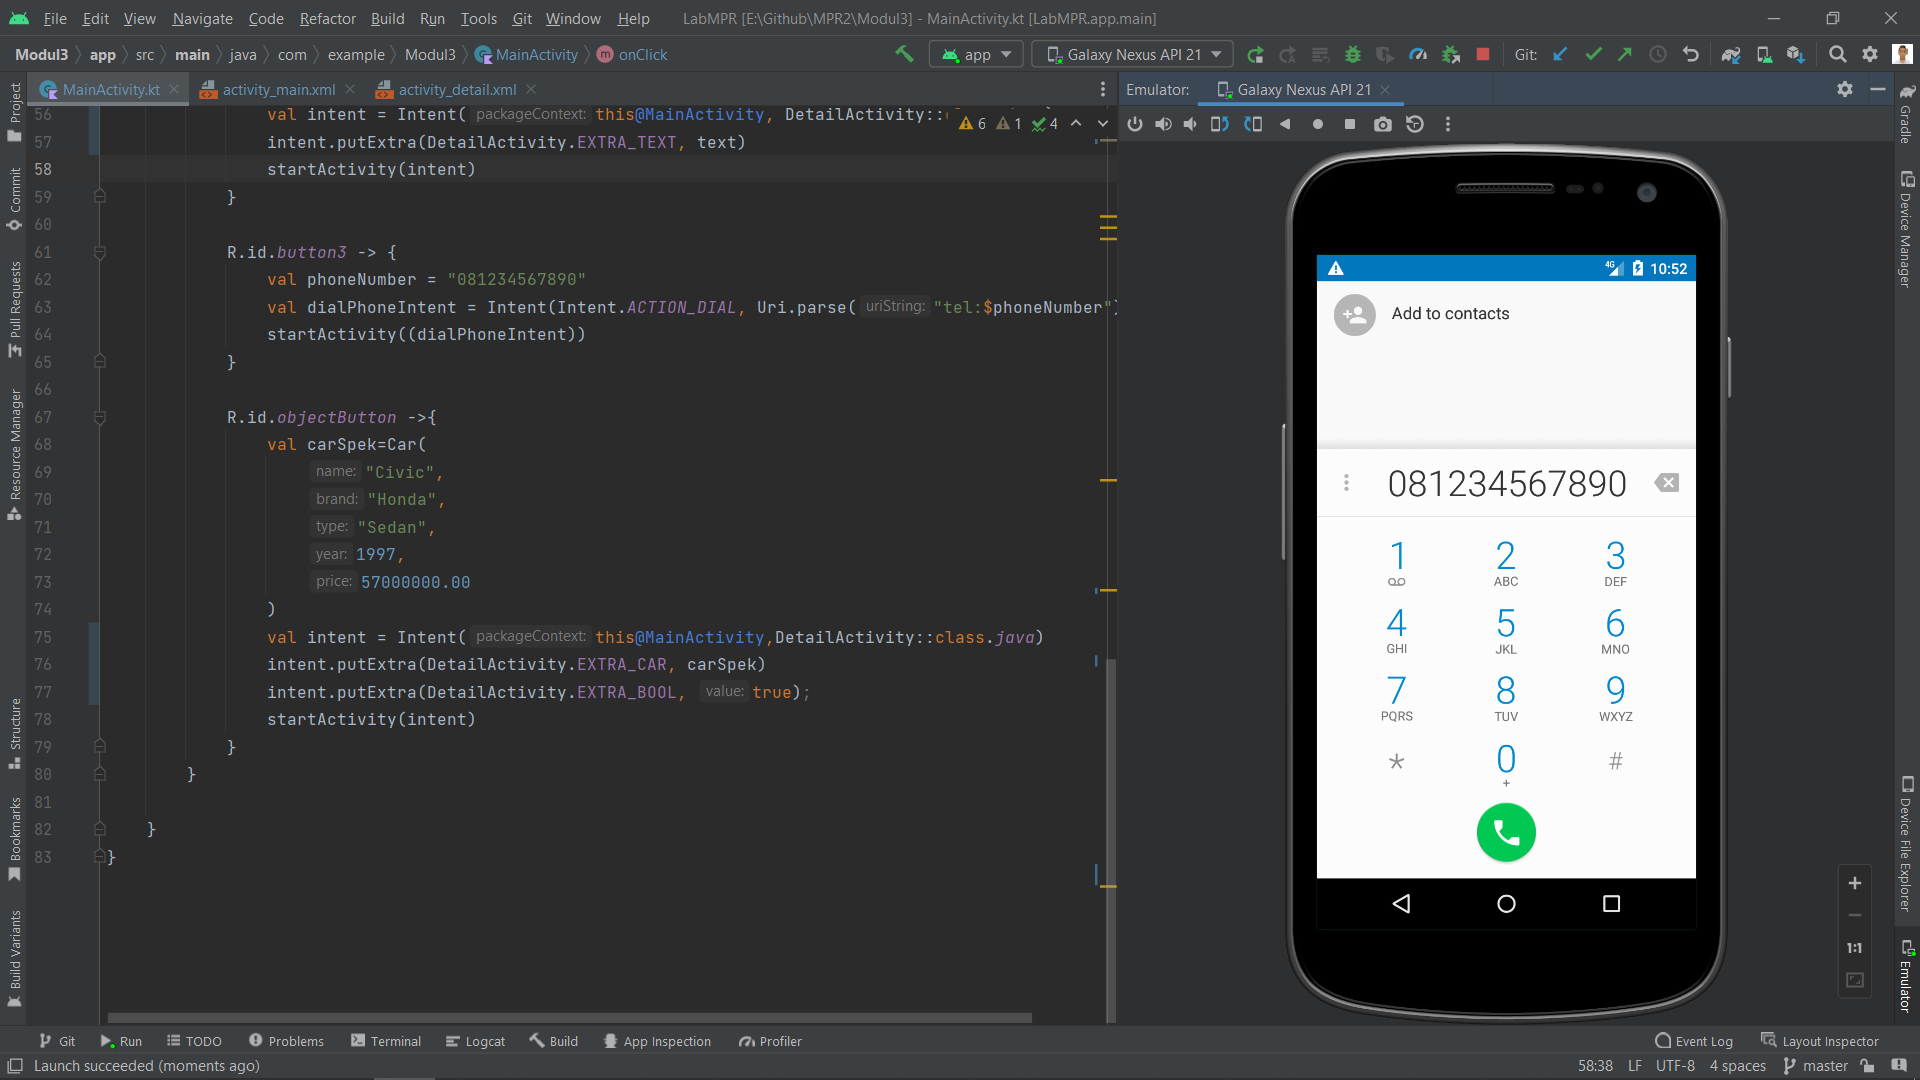 File Edit View Navigate Code Refactor Build Run Tools Git Window Help LabMPR [E:\Github\MPR2\Modul3] - MainActivity.kt [LabMPR.app.main]
Modul3 app src main java com example Modul3 MainActivity onClick app Galaxy Nexus API 21 Git:
MainActivity.kt activity_main.xml activity_detail.xml
Emulator: Galaxy Nexus API 21
6 1 4
56 val intent = Intent( packageContext: this@MainActivity, DetailActivity::
57 intent.putExtra(DetailActivity.EXTRA_TEXT, text)
58 startActivity(intent)
59 }
60
61 R.id.button3 -> {
62 val phoneNumber = "081234567890"
63 val dialPhoneIntent = Intent(Intent.ACTION_DIAL, Uri.parse( uriString: "tel:$phoneNumber")
64 startActivity((dialPhoneIntent))
65 }
66
67 R.id.objectButton ->{
68 val carSpek=Car(
69 name: "Civic",
70 brand: "Honda",
71 type: "Sedan",
72 year: 1997,
73 price: 57000000.00
74 )
75 val intent = Intent( packageContext: this@MainActivity,DetailActivity::class.java)
76 intent.putExtra(DetailActivity.EXTRA_CAR, carSpek)
77 intent.putExtra(DetailActivity.EXTRA_BOOL, value: true);
78 startActivity(intent)
79 }
80 }
81
82 }
83 }
Project
Commit
Pull Requests
Resource Manager
Structure
Bookmarks
Build Variants
4G 10:52
Add to contacts
081234567890
1 2 3
ABC DEF
4 5 6
GHI JKL MNO
7 8 9
PQRS TUV WXYZ
* 0 #
+
1:1
Gradle
Device Manager
Device File Explorer
Emulator
Git Run TODO Problems Terminal Logcat Build App Inspection Profiler Event Log Layout Inspector
Launch succeeded (moments ago) 58:38 LF UTF-8 4 spaces master